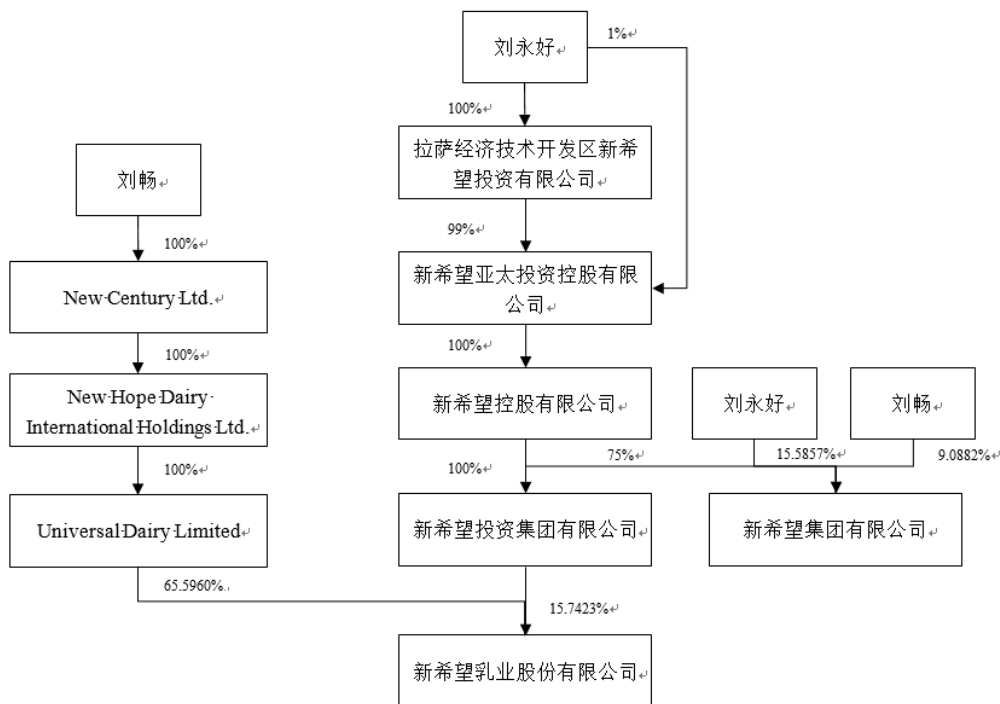 刘永好
1%
100%
拉萨经济技术开发区新希
望投资有限公司
刘畅
99%
100%
新希望亚太投资控股有限
公司
New Century Ltd.
100%
100%
New Hope Dairy
International Holdings Ltd.
新希望控股有限公司
刘永好
刘畅
100%
100%
75%
15.5857%
9.0882%
Universal Dairy Limited
新希望投资集团有限公司
新希望集团有限公司
65.5960%
15.7423%
新希望乳业股份有限公司